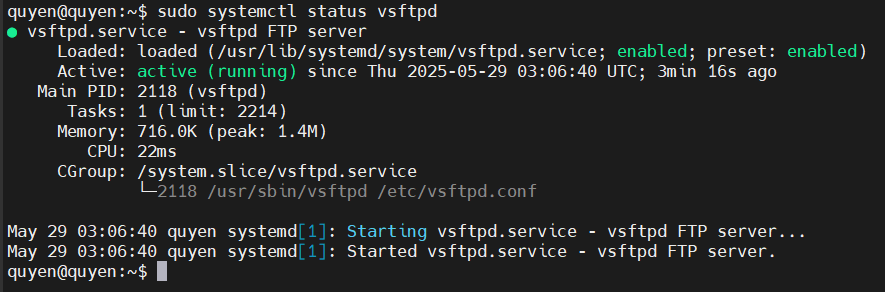 quyen@quyen:~$ sudo systemctl status vsftpd
● vsftpd.service - vsftpd FTP server
     Loaded: loaded (/usr/lib/systemd/system/vsftpd.service; enabled; preset: enabled)
     Active: active (running) since Thu 2025-05-29 03:06:40 UTC; 3min 16s ago
   Main PID: 2118 (vsftpd)
      Tasks: 1 (limit: 2214)
     Memory: 716.0K (peak: 1.4M)
        CPU: 22ms
     CGroup: /system.slice/vsftpd.service
             └─2118 /usr/sbin/vsftpd /etc/vsftpd.conf

May 29 03:06:40 quyen systemd[1]: Starting vsftpd.service - vsftpd FTP server...
May 29 03:06:40 quyen systemd[1]: Started vsftpd.service - vsftpd FTP server.
quyen@quyen:~$